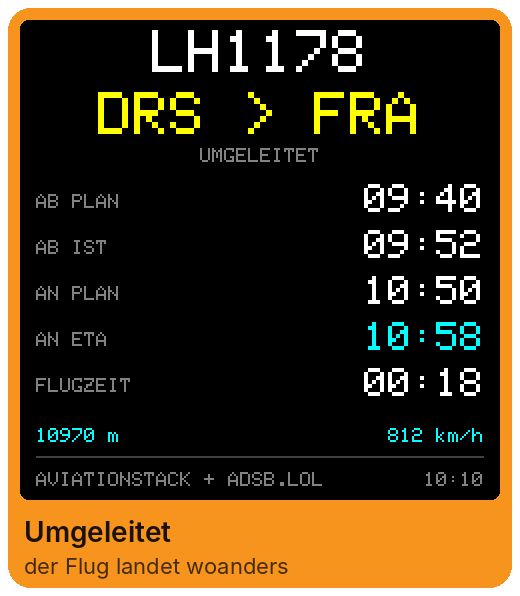 LH1178
DRS > FRA
UMGELEITET
AB PLAN 09:40
AB IST 09:52
AN PLAN 10:50
AN ETA 10:58
FLUGZEIT 00:18
10970 m 812 km/h
AVIATIONSTACK + ADSB.LOL 10:10
Umgeleitet
der Flug landet woanders